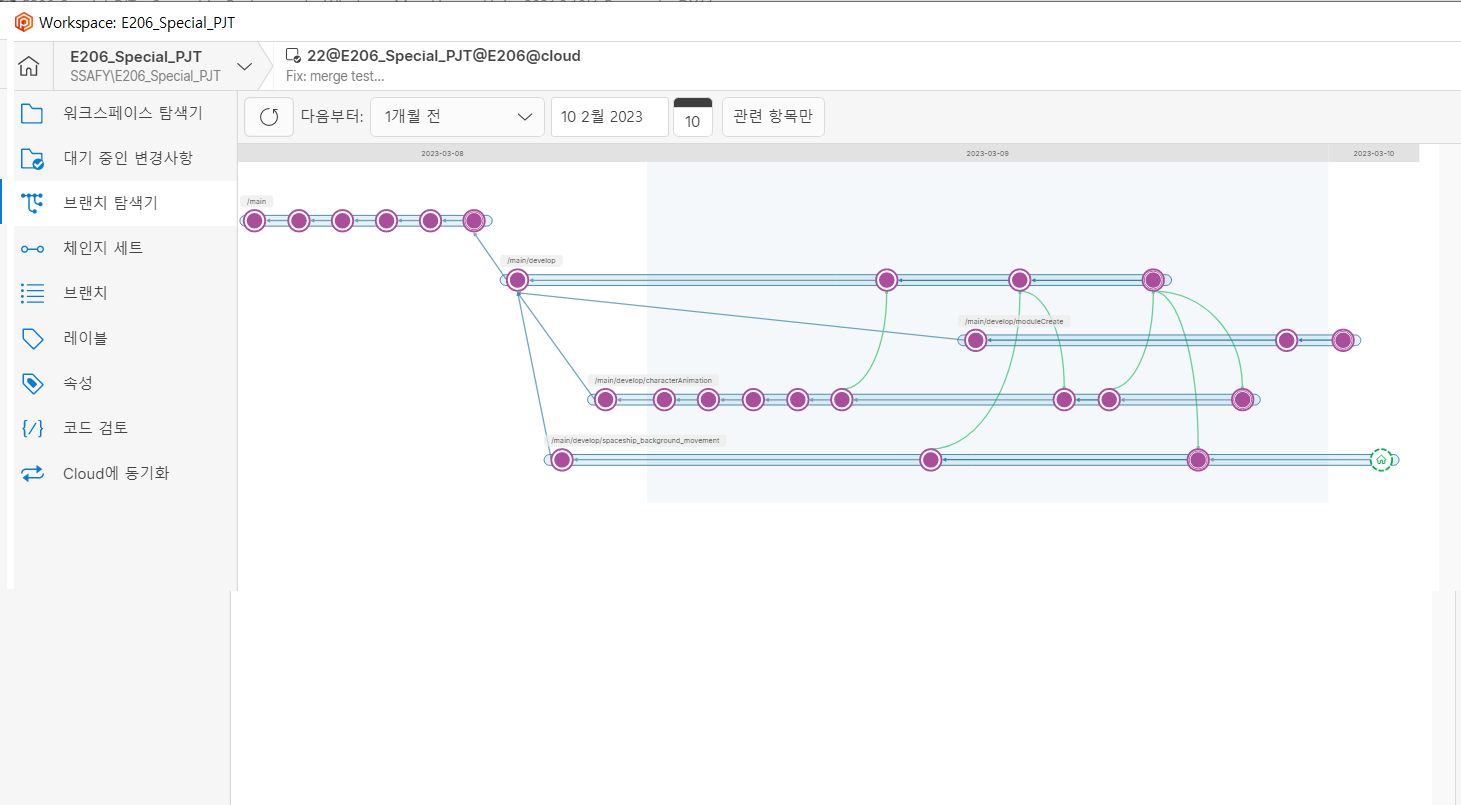 Workspace: E206_Special_PJT
E206_Special_PJT
SSAFY\E206_Special_PJT
22@E206_Special_PJT@E206@cloud
Fix: merge test...
워크스페이스 탐색기
대기 중인 변경사항
브랜치 탐색기
체인지 세트
브랜치
레이블
속성
코드 검토
Cloud에 동기화
다음부터:
1개월 전
10 2월 2023
10
관련 항목만
2023-03-08
2023-03-09
2023-03-10
/main
/main/develop
/main/develop/moduleCreate
/main/develop/characterAnimation
/main/develop/spaceship_background_movement